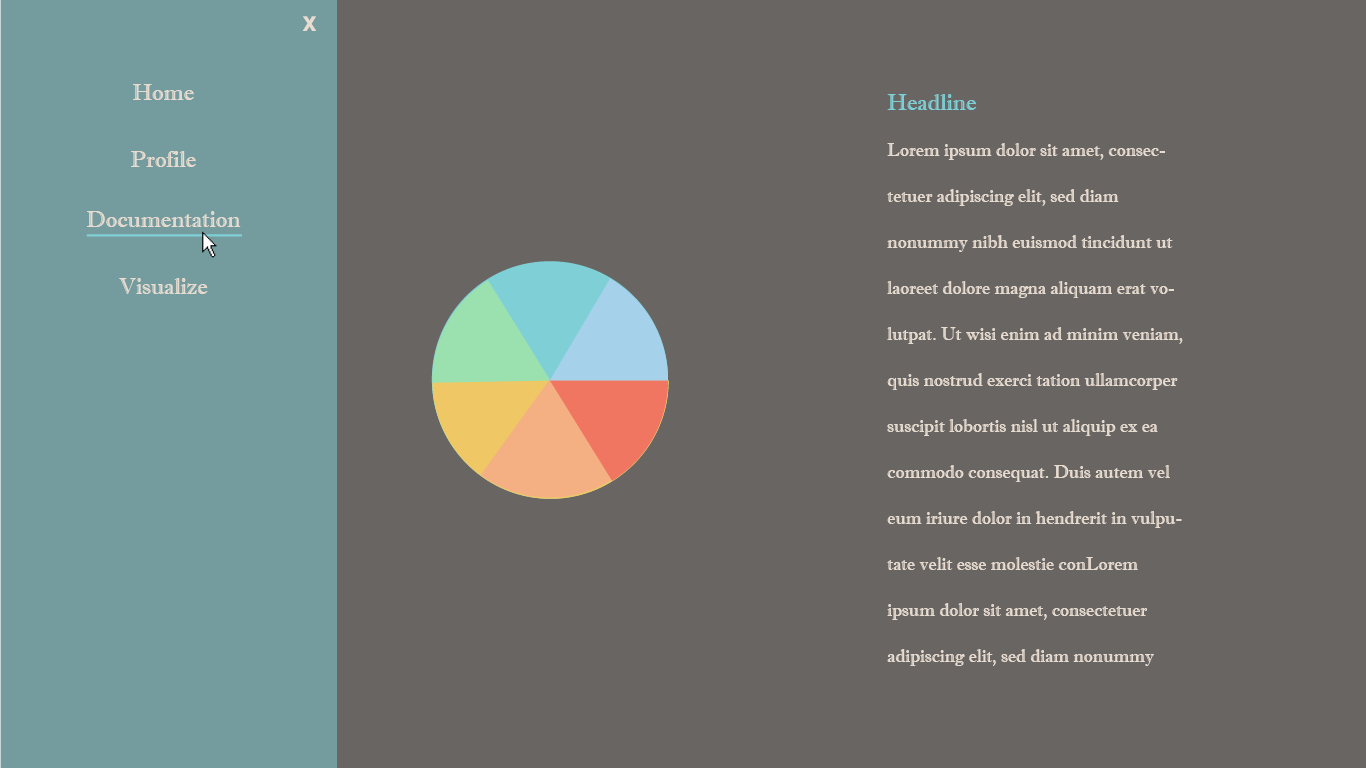 X
Home
Profile
Documentation
Visualize
Headline
Lorem ipsum dolor sit amet, consec-
tetuer adipiscing elit, sed diam
nonummy nibh euismod tincidunt ut
laoreet dolore magna aliquam erat vo-
lutpat. Ut wisi enim ad minim veniam,
quis nostrud exerci tation ullamcorper
suscipit lobortis nisl ut aliquip ex ea
commodo consequat. Duis autem vel
eum iriure dolor in hendrerit in vulpu-
tate velit esse molestie conLorem
ipsum dolor sit amet, consectetuer
adipiscing elit, sed diam nonummy